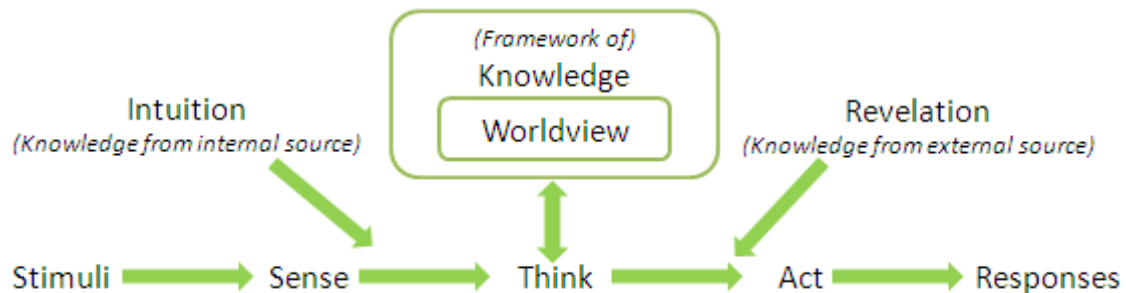 (Framework of)
Knowledge
Worldview
Intuition
(Knowledge from internal source)
Revelation
(Knowledge from external source)
Stimuli Sense Think Act Responses